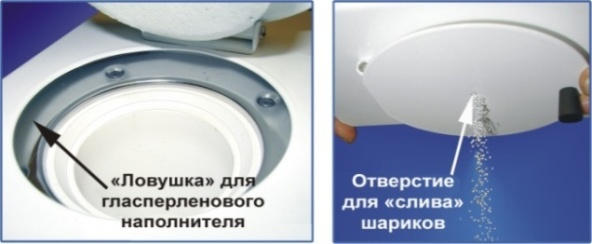 «Ловушка» для
гласперленового
наполнителя
Отверстие
для «слива»
шариков